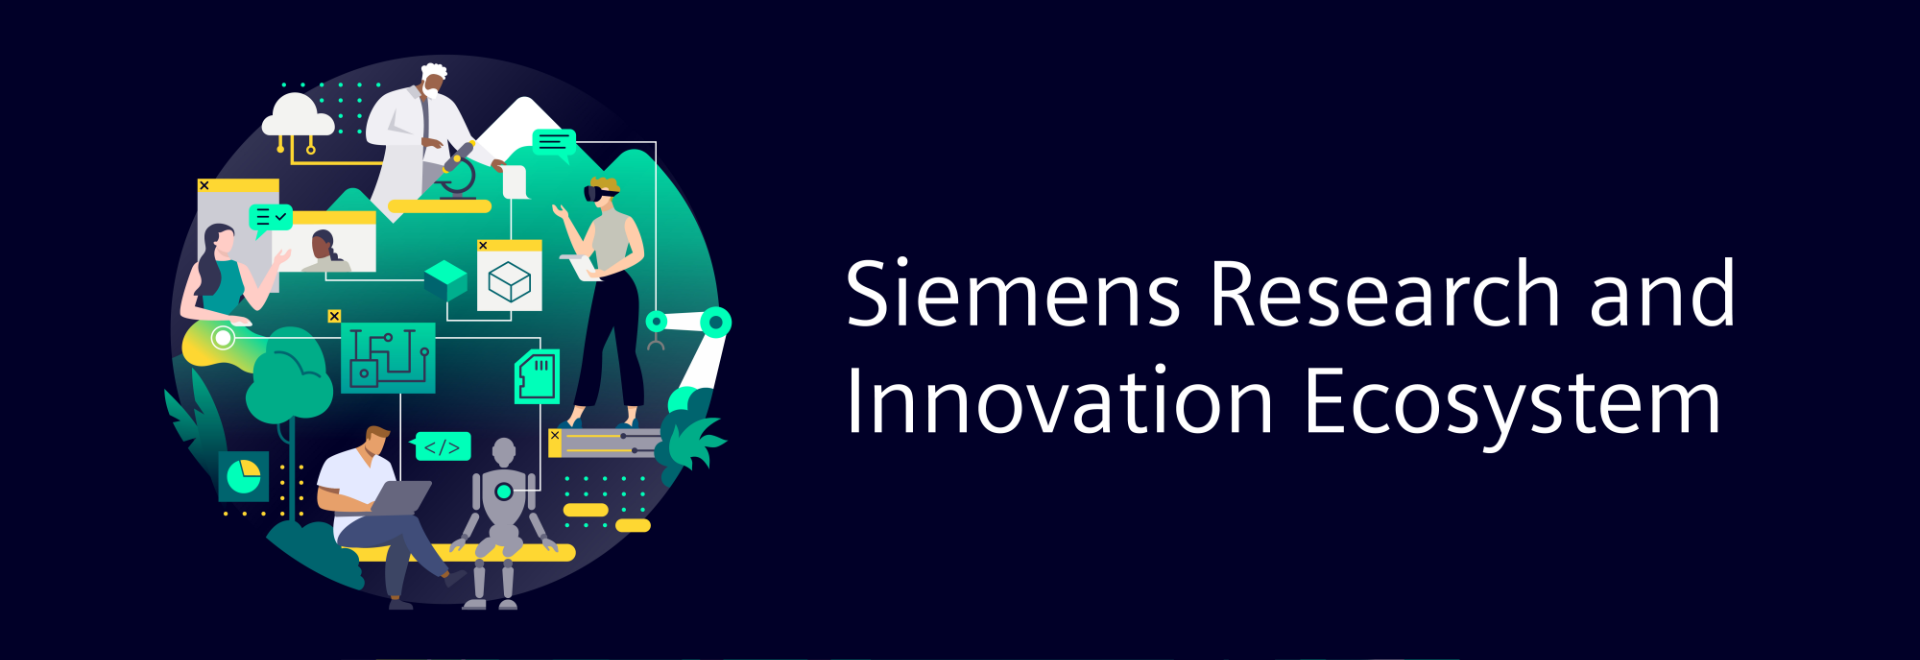 Siemens Research and
Innovation Ecosystem
</>